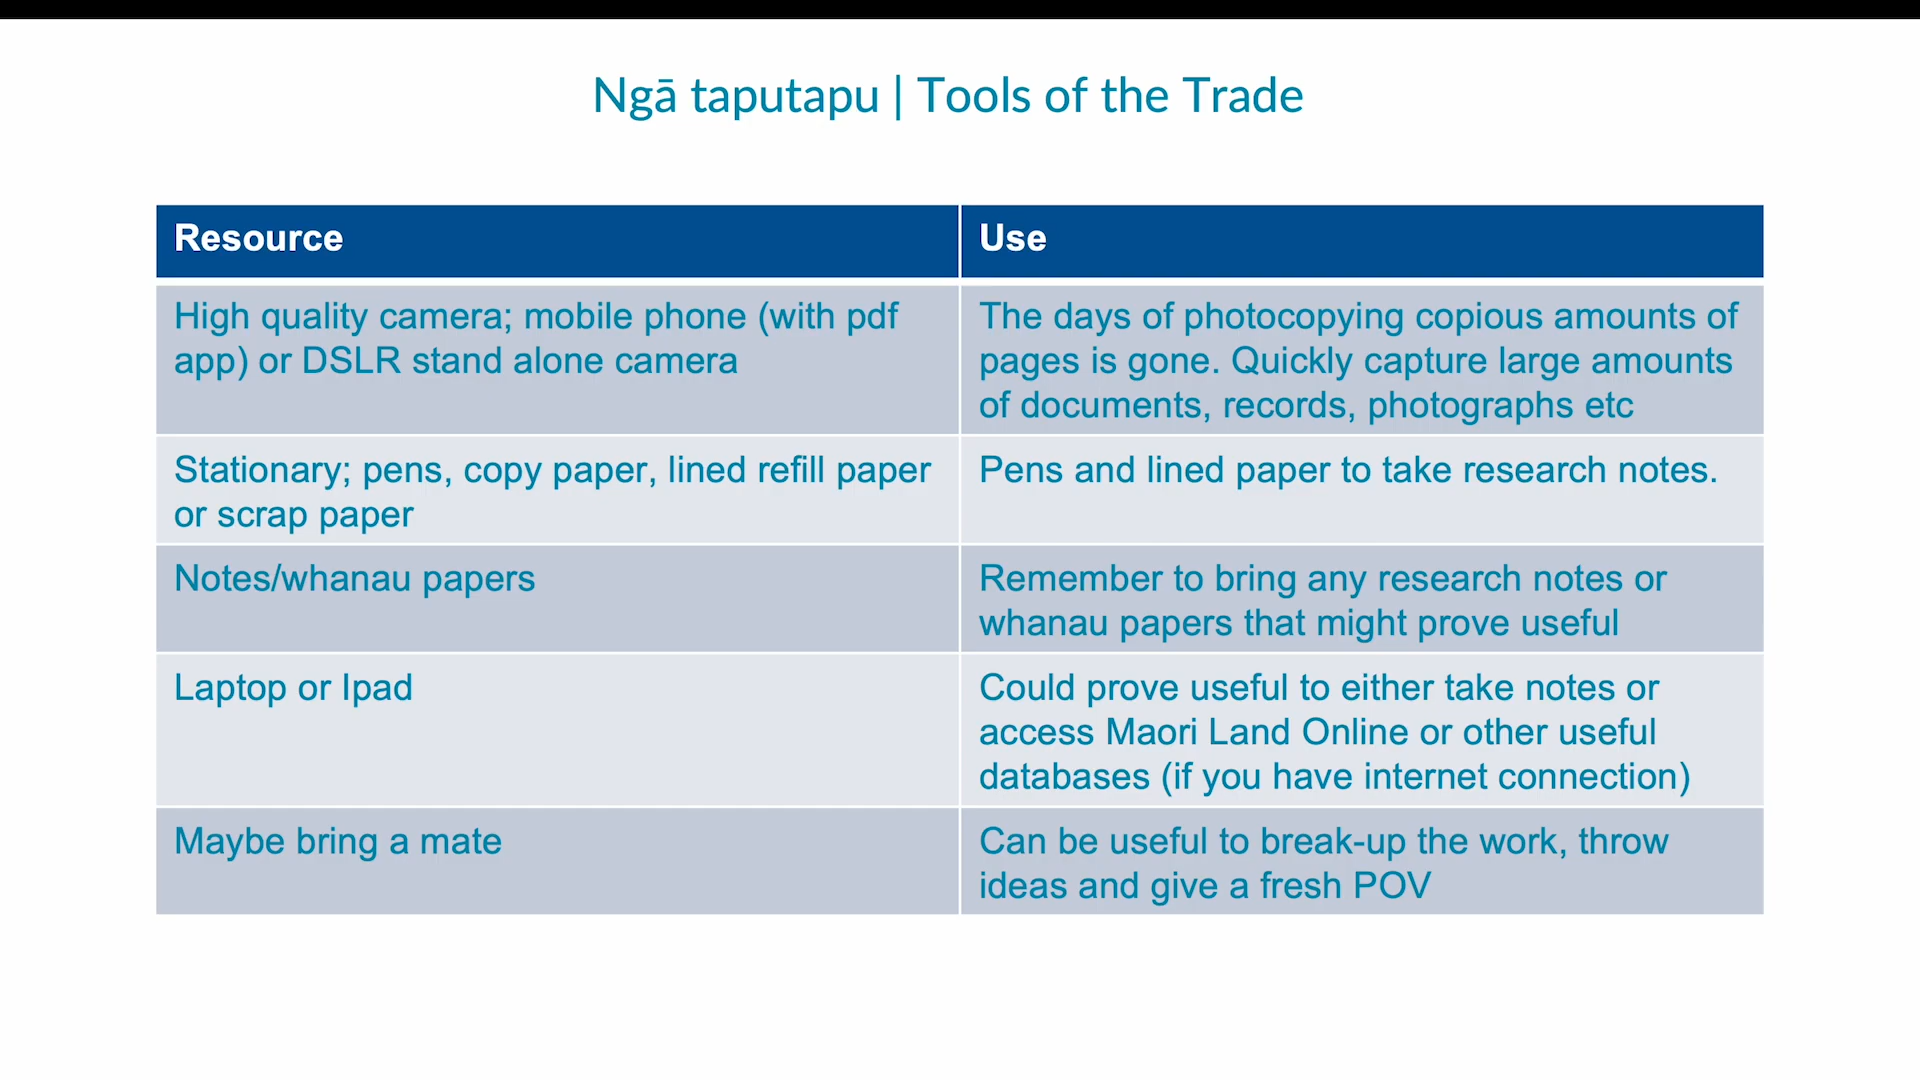 Ngā taputapu | Tools of the Trade
Resource
Use
High quality camera; mobile phone (with pdf
app) or DSLR stand alone camera
The days of photocopying copious amounts of
pages is gone. Quickly capture large amounts
of documents, records, photographs etc
Stationary; pens, copy paper, lined refill paper
or scrap paper
Pens and lined paper to take research notes.
Notes/whanau papers
Remember to bring any research notes or
whanau papers that might prove useful
Laptop or Ipad
Could prove useful to either take notes or
access Maori Land Online or other useful
databases (if you have internet connection)
Maybe bring a mate
Can be useful to break-up the work, throw
ideas and give a fresh POV